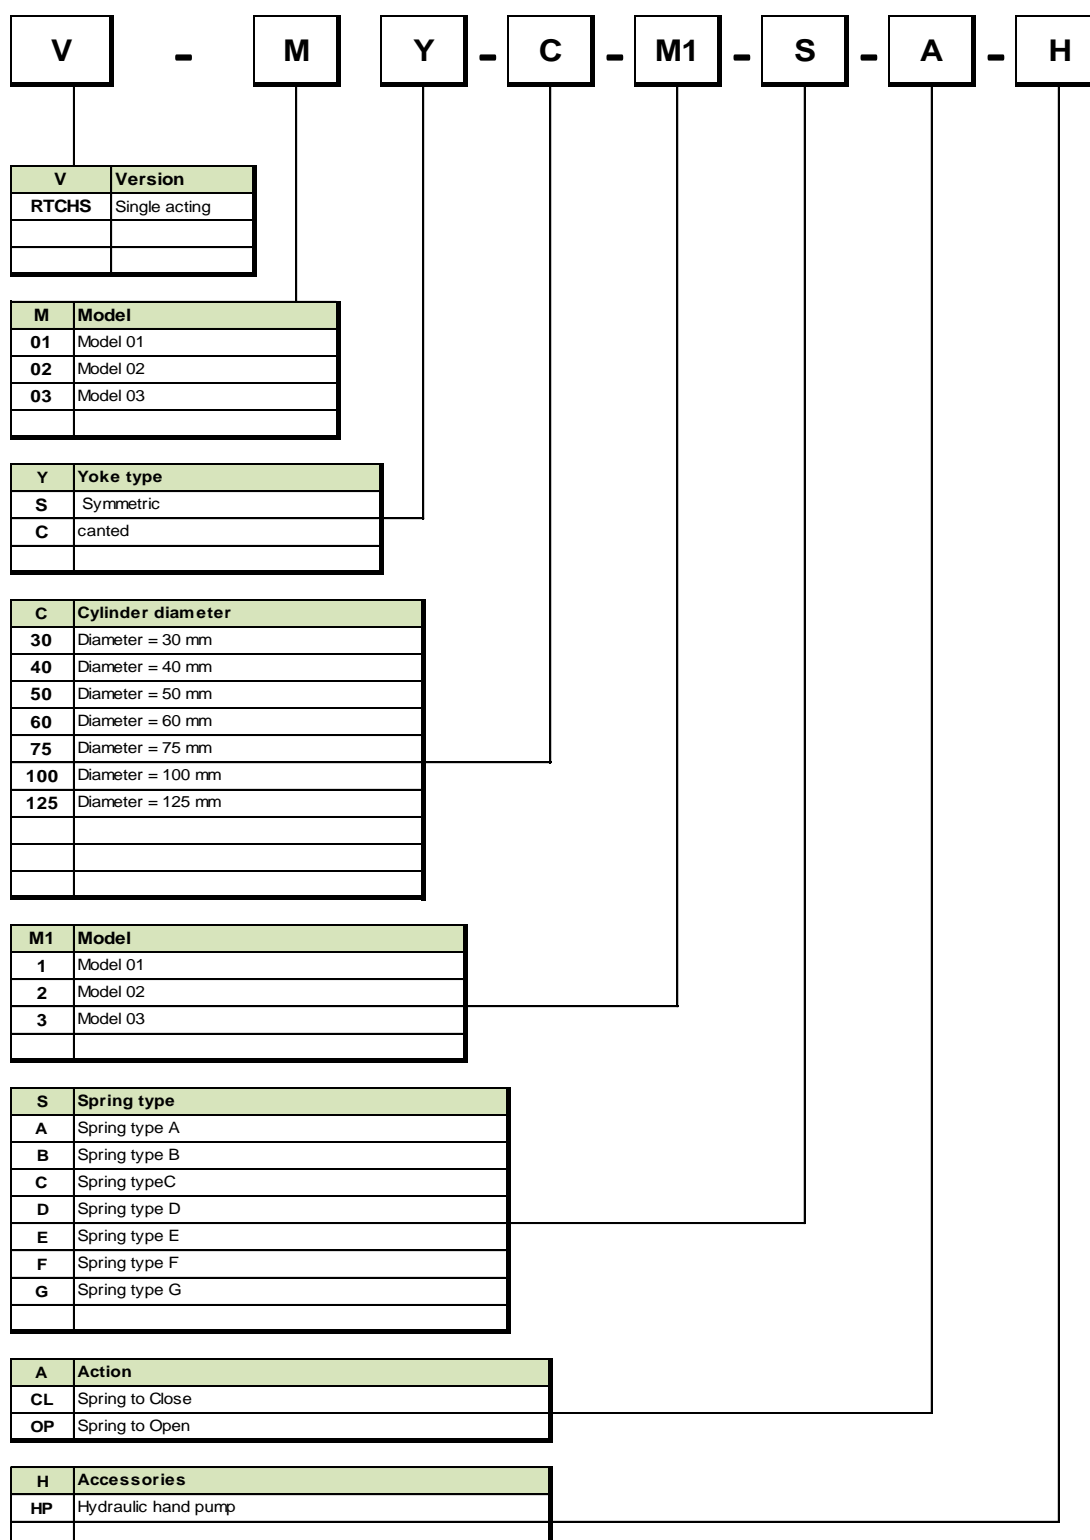 V - M Y - C - M1 - S - A - H
V Version
RTCHS Single acting
M Model
01 Model 01
02 Model 02
03 Model 03
Y Yoke type
S Symmetric
C canted
C Cylinder diameter
30 Diameter = 30 mm
40 Diameter = 40 mm
50 Diameter = 50 mm
60 Diameter = 60 mm
75 Diameter = 75 mm
100 Diameter = 100 mm
125 Diameter = 125 mm
M1 Model
1 Model 01
2 Model 02
3 Model 03
S Spring type
A Spring type A
B Spring type B
C Spring typeC
D Spring type D
E Spring type E
F Spring type F
G Spring type G
A Action
CL Spring to Close
OP Spring to Open
H Accessories
HP Hydraulic hand pump